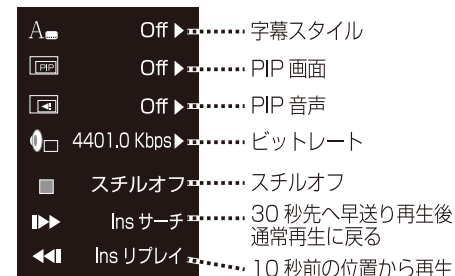 A Off 字幕スタイル
PIP Off PIP 画面
Off PIP 音声
4401.0 Kbps ビットレート
スチルオフ スチルオフ
Ins サーチ 30 秒先へ早送り再生後
通常再生に戻る
Ins リプレイ 10 秒前の位置から再生